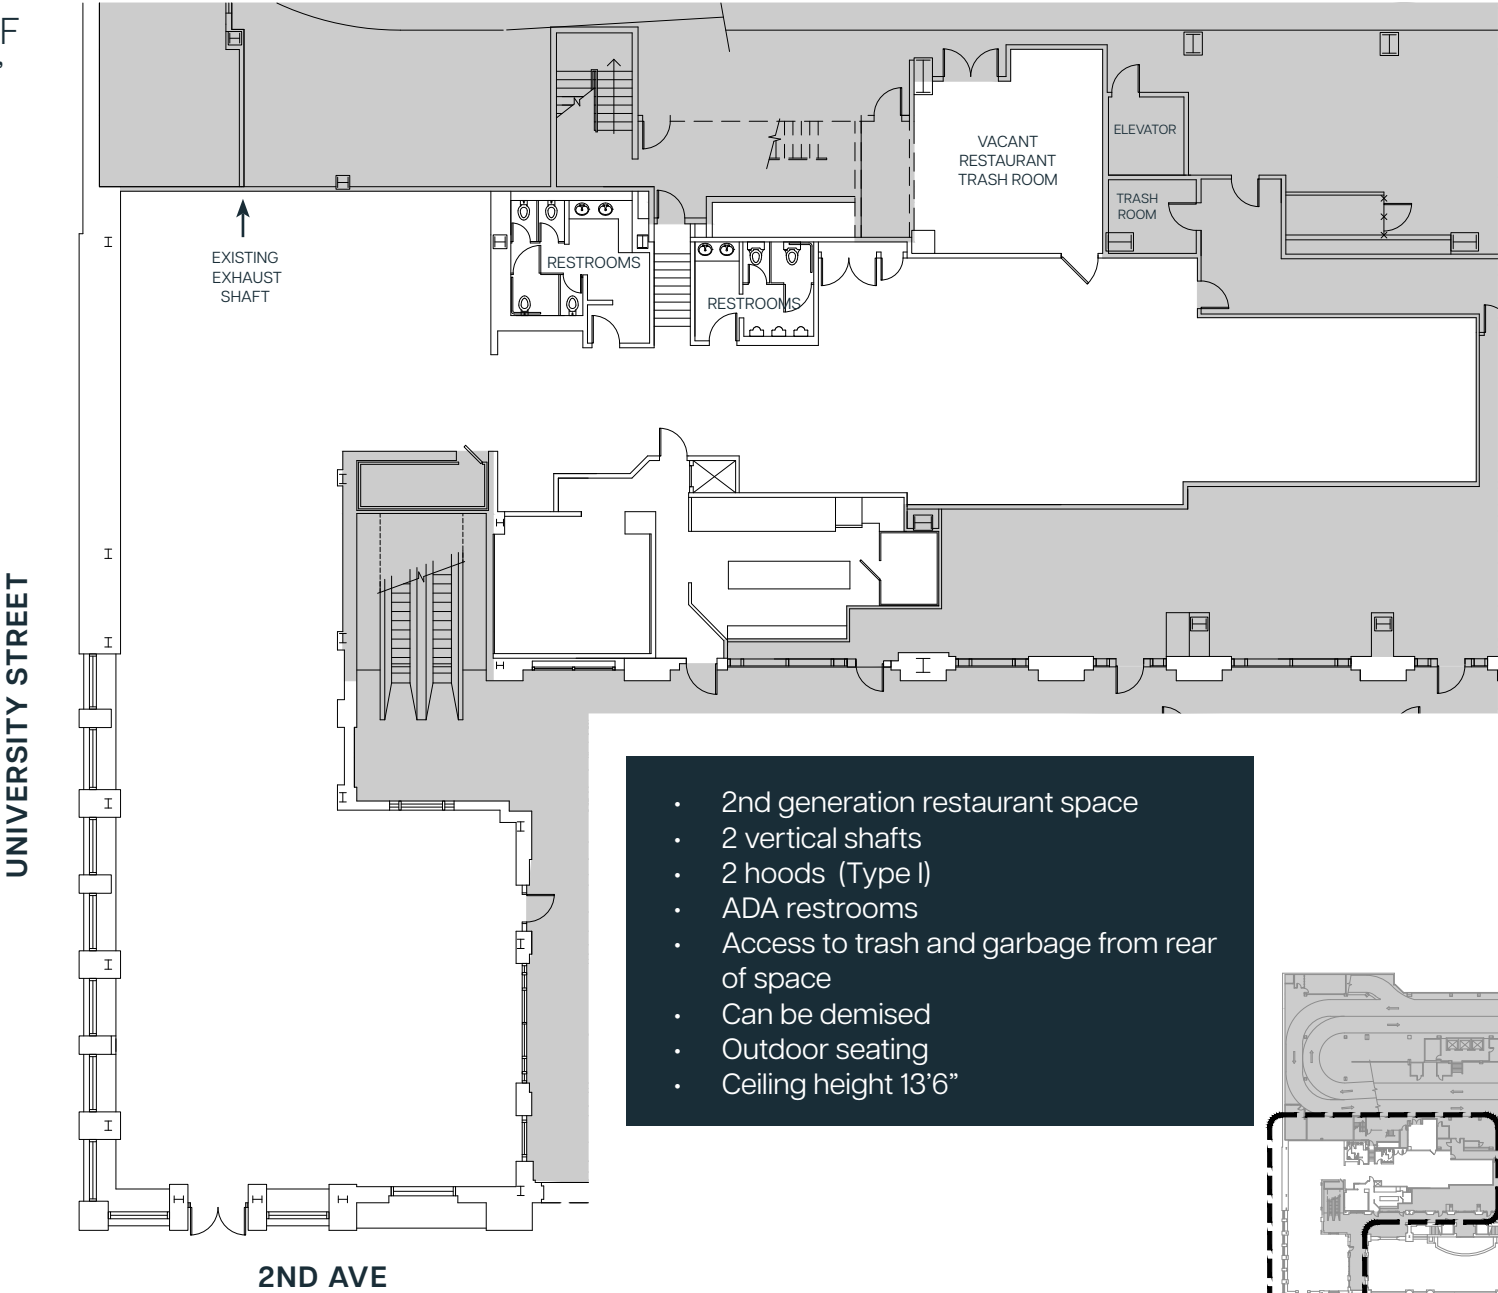 F
’
VACANT
RESTAURANT
TRASH ROOM
ELEVATOR
TRASH
ROOM
EXISTING
EXHAUST
SHAFT
RESTROOMS
RESTROOMS
UNIVERSITY STREET
• 2nd generation restaurant space
• 2 vertical shafts
• 2 hoods (Type I)
• ADA restrooms
• Access to trash and garbage from rear
of space
• Can be demised
• Outdoor seating
• Ceiling height 13’6”
2ND AVE